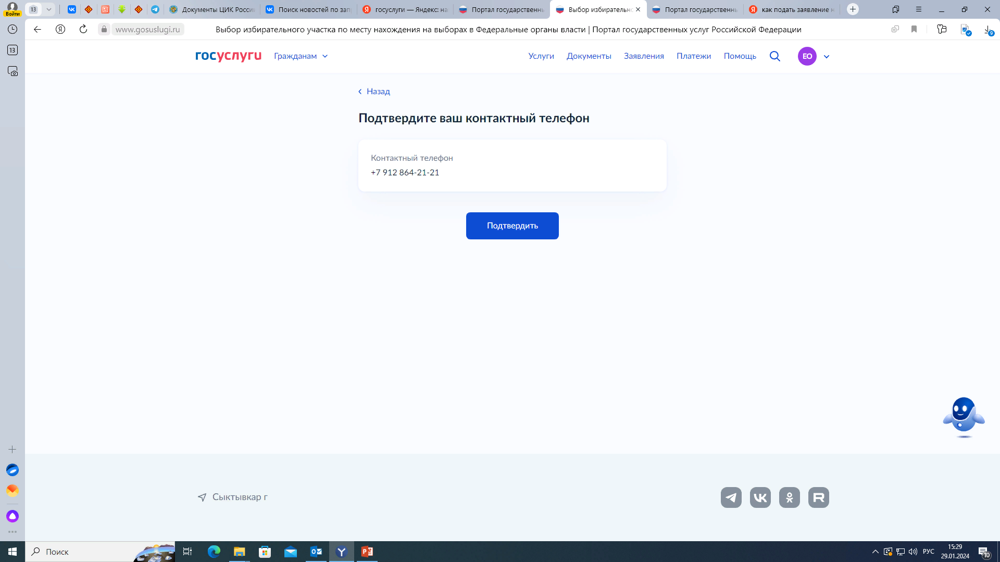 Войти
13
Документы ЦИК Росси
Поиск новостей по зап
госуслуги — Яндекс: на
Портал государственнь
Выбор избирательно
Портал государственнь
как подать заявление н
13
www.gosuslugi.ru
Выбор избирательного участка по месту нахождения на выборах в Федеральные органы власти | Портал государственных услуг Российской Федерации
9
госуслуги
Гражданам
Услуги
Документы
Заявления
Платежи
Помощь
ЕО
Назад
Подтвердите ваш контактный телефон
Контактный телефон
+7 912 864-21-21
Подтвердить
Сыктывкар г
Поиск
РУС
15:29
29.01.2024
10